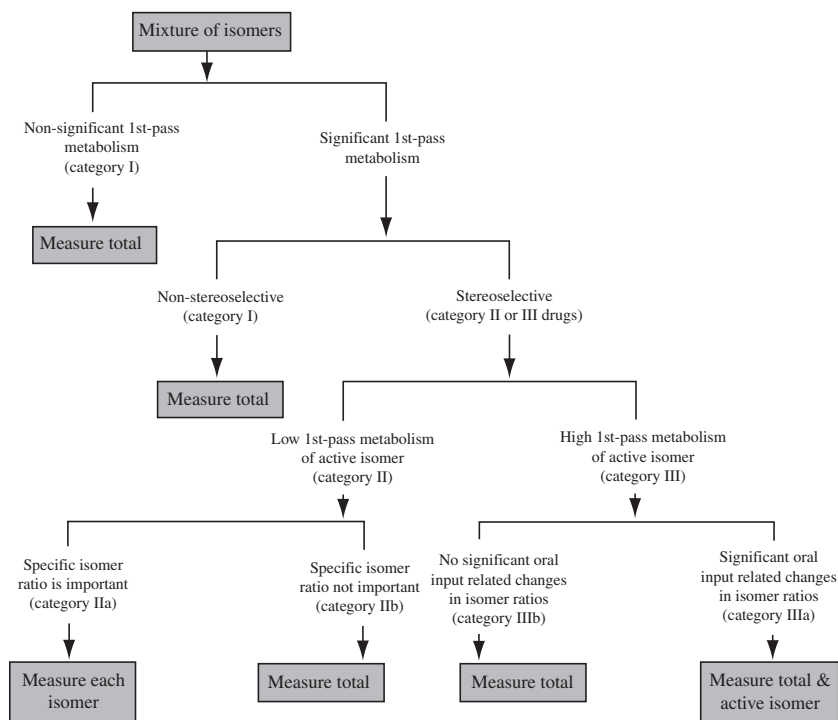 Mixture of isomers
Non-significant 1st-pass
metabolism
(category I)
Significant 1st-pass
metabolism
Measure total
Non-stereoselective
(category I)
Stereoselective
(category II or III drugs)
Measure total
Low 1st-pass metabolism
of active isomer
(category II)
High 1st-pass metabolism
of active isomer
(category III)
Specific isomer
ratio is important
(category IIa)
Specific isomer
ratio not important
(category IIb)
No significant oral
input related changes
in isomer ratios
(category IIIb)
Significant oral
input related changes
in isomer ratios
(category IIIa)
Measure each
isomer
Measure total
Measure total
Measure total &
active isomer